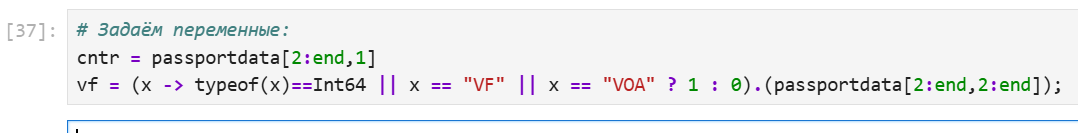 [37]:
# Задаём переменные:
cntr = passportdata[2:end,1]
vf = (x -> typeof(x)==Int64 || x == "VF" || x == "VOA" ? 1 : 0).(passportdata[2:end,2:end]);